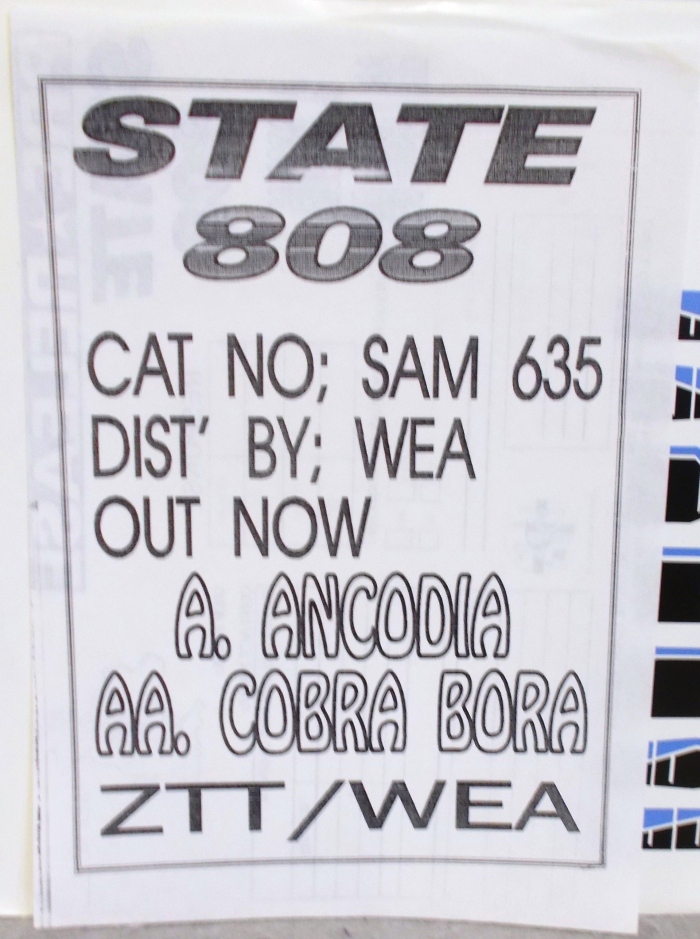 STATE
808
CAT NO; SAM 635
DIST' BY; WEA
OUT NOW
A. ANCODIA
AA. COBRA BORA
ZTT/WEA